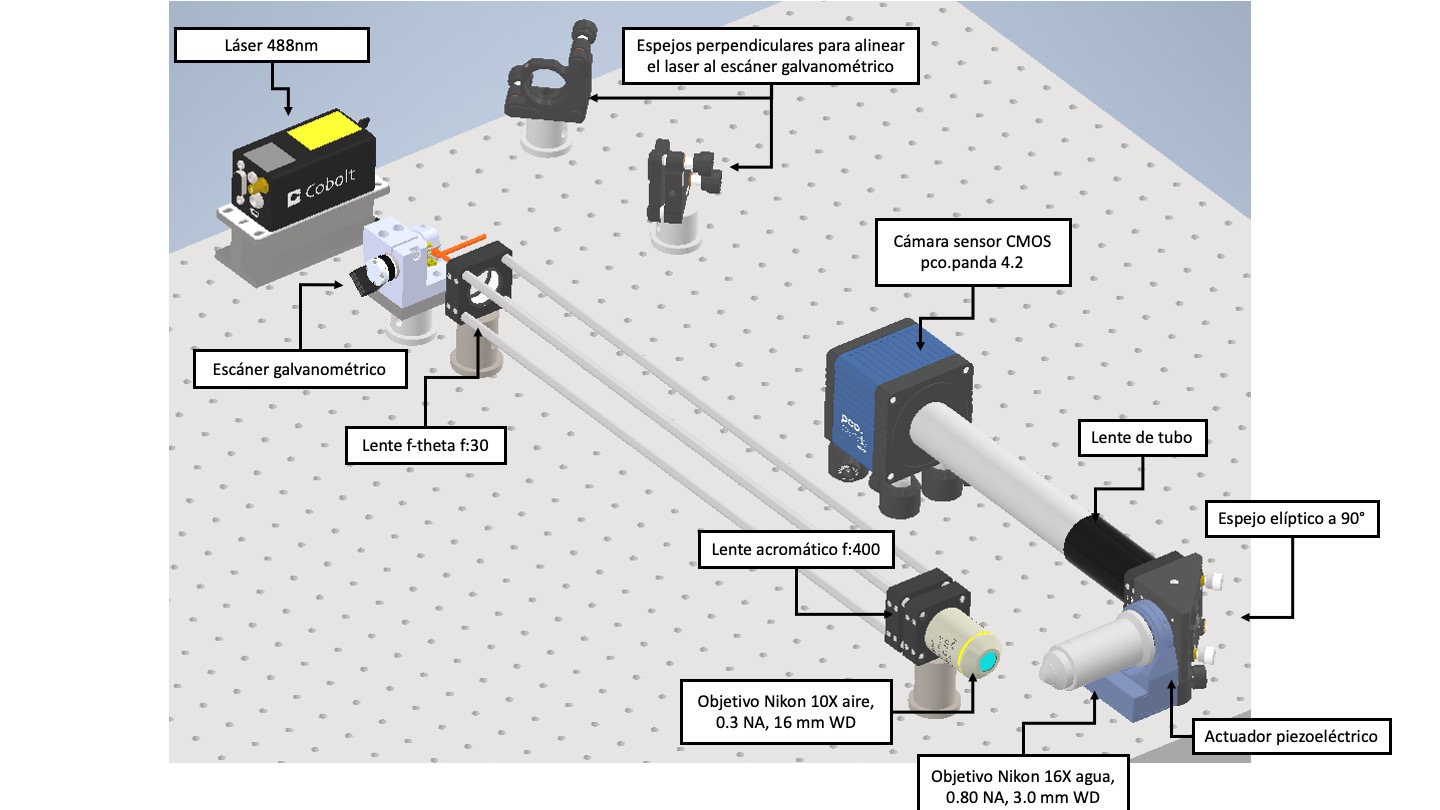 Láser 488nm
Espejos perpendiculares para alinear
el laser al escáner galvanométrico
Cobolt
Cámara sensor CMOS
pco.panda 4.2
Escáner galvanométrico
Lente f-theta f:30
pco.
Lente de tubo
Espejo elíptico a 90°
Lente acromático f:400
Objetivo Nikon 10X aire,
0.3 NA, 16 mm WD
Actuador piezoeléctrico
Objetivo Nikon 16X agua,
0.80 NA, 3.0 mm WD